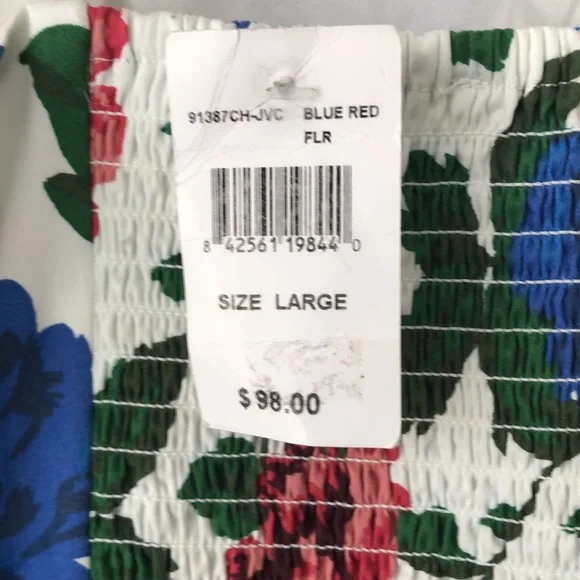 91387CH-JVC BLUE RED
FLR
8 42561 19844 0
SIZE LARGE
$98.00